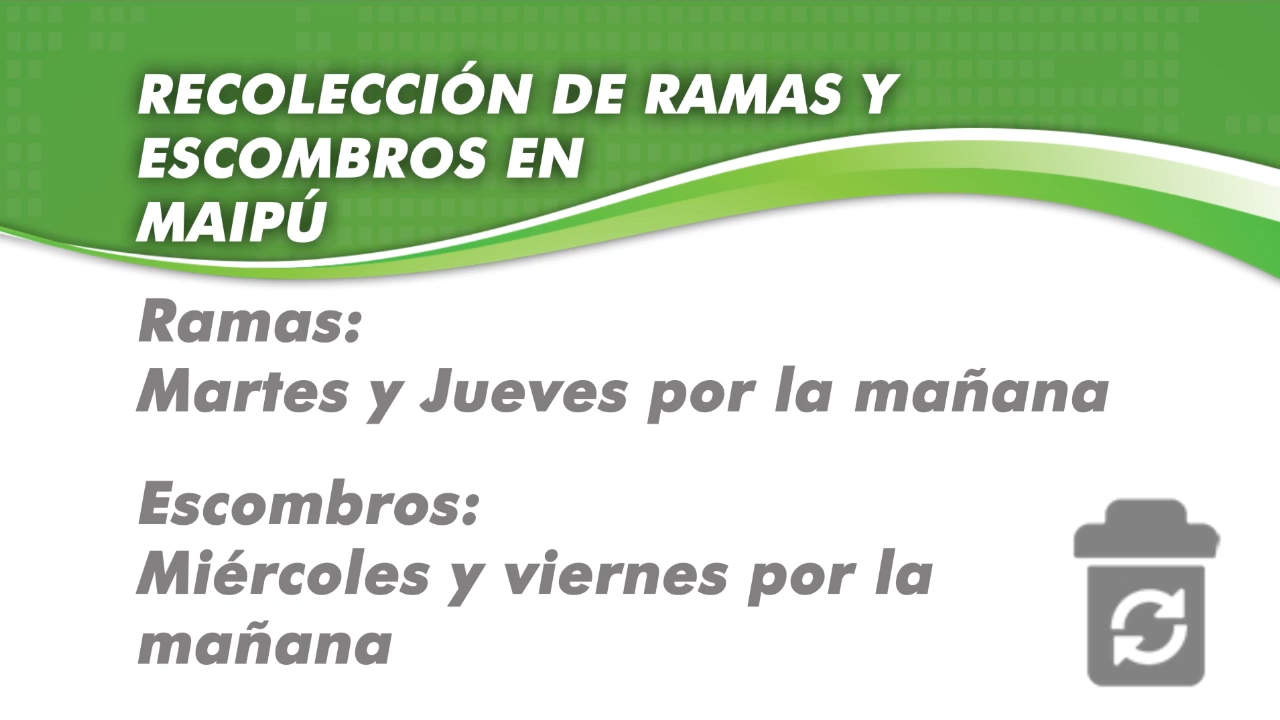 RECOLECCIÓN DE RAMAS Y
ESCOMBROS EN
MAIPÚ
Ramas:
Martes y Jueves por la mañana
Escombros:
Miércoles y viernes por la
mañana